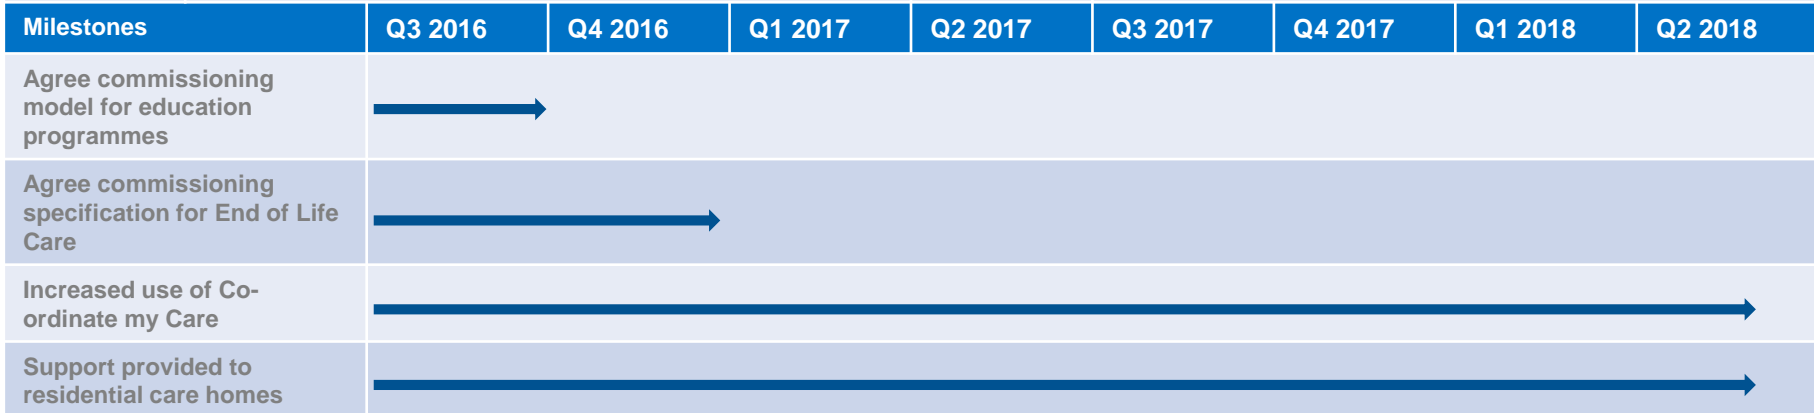 Milestones Q3 2016 Q4 2016 Q1 2017 Q2 2017 Q3 2017 Q4 2017 Q1 2018 Q2 2018
Agree commissioning
model for education
programmes
Agree commissioning
specification for End of Life
Care
Increased use of Co-
ordinate my Care
Support provided to
residential care homes